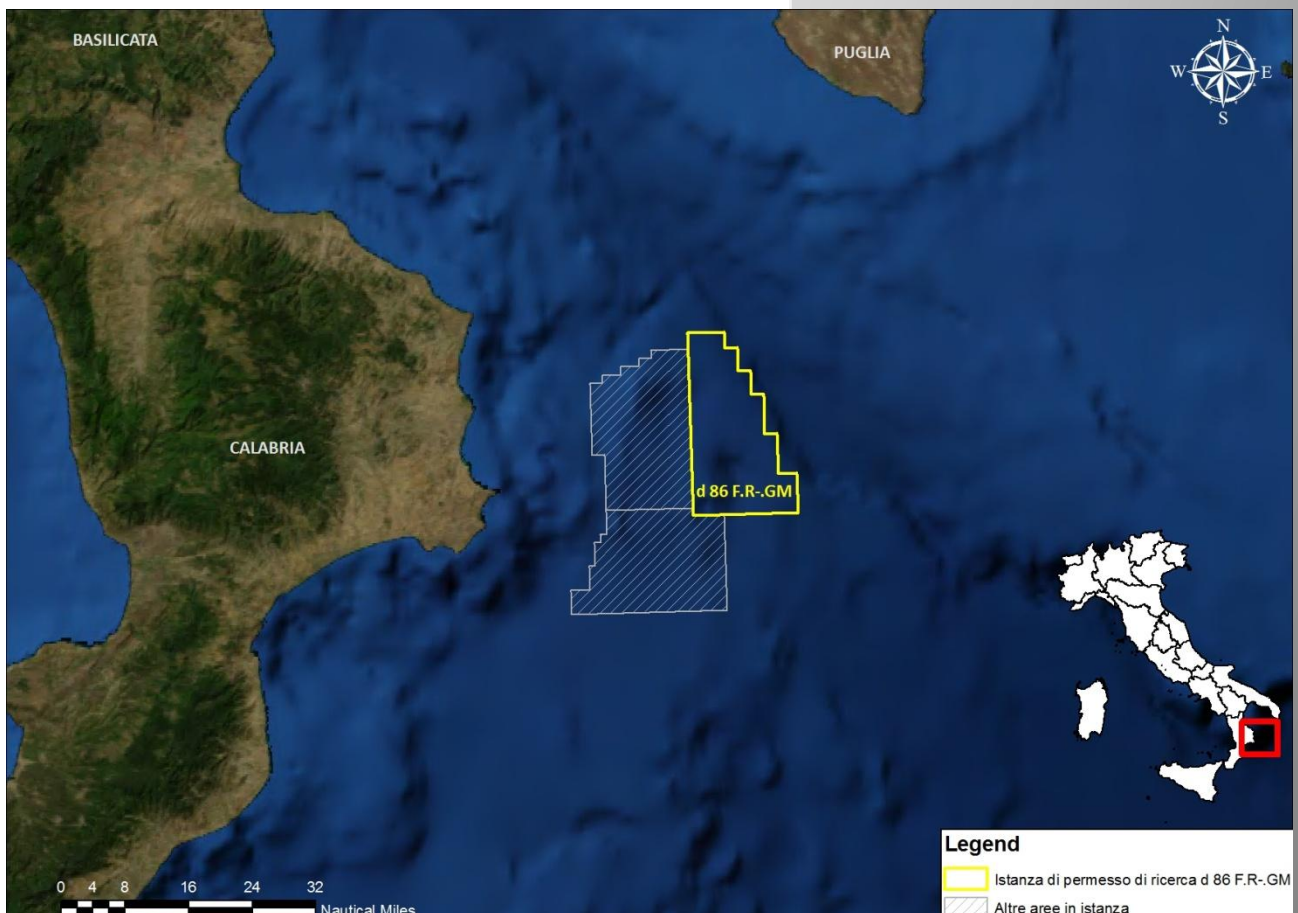 BASILICATA
PUGLIA
N
W E
S
CALABRIA
d 86 F.R-.GM
0 4 8 16 24 32
Nautical Miles
Legend
Istanza di permesso di ricerca d 86 F.R-.GM
Altre aree in istanza